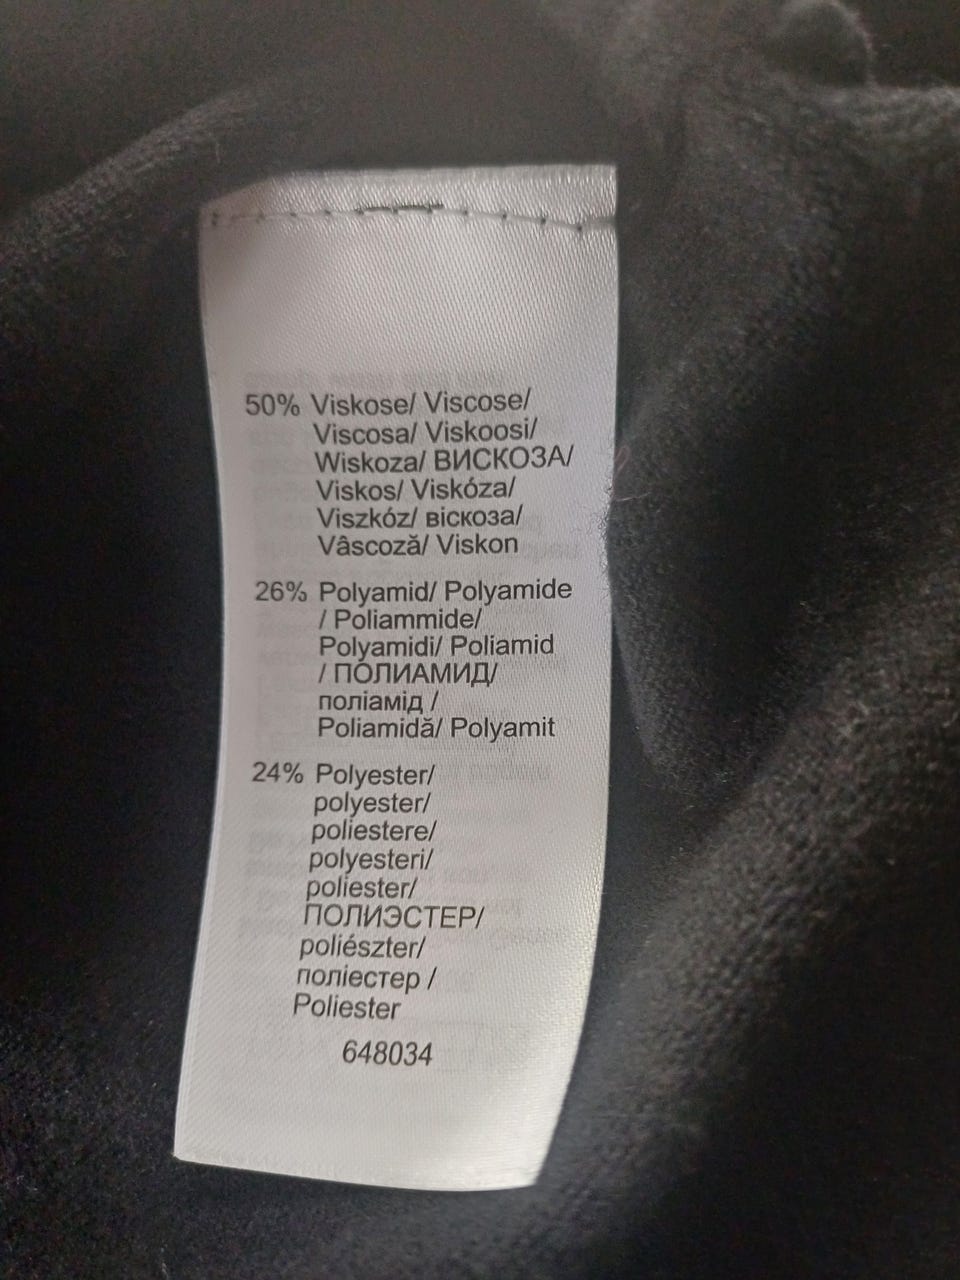 50% Viskose/ Viscose/
Viscosa/ Viskoosi/
Wiskoza/ ВИСКОЗА/
Viskos/ Viskóza/
Viszkóz/ віскоза/
Vâscoză/ Viskon
26% Polyamid/ Polyamide
/ Poliammide/
Polyamidi/ Poliamid
/ ПОЛИАМИД/
поліамід /
Poliamidă/ Polyamit
24% Polyester/
polyester/
poliestere/
polyesteri/
poliester/
ПОЛИЭСТЕР/
poliészter/
поліестер /
Poliester
648034